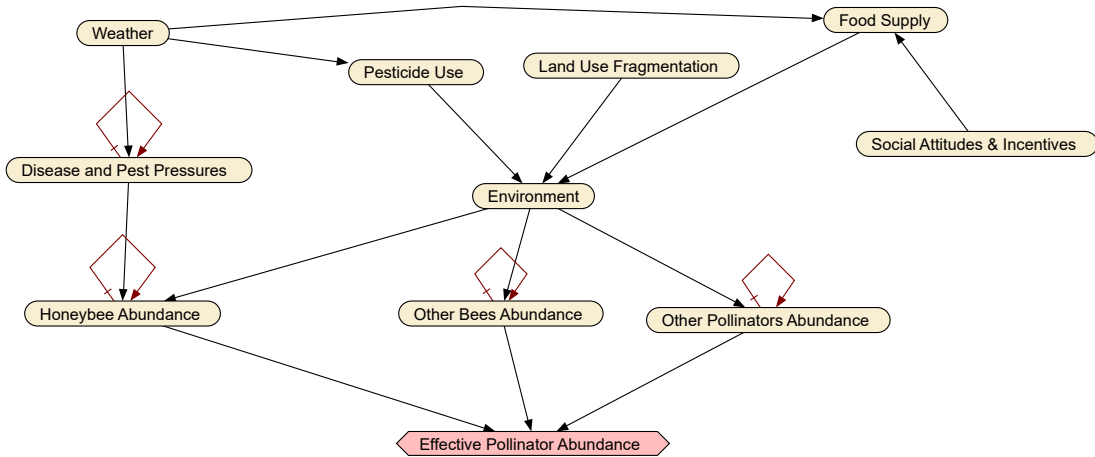 Weather
Food Supply
Pesticide Use
Land Use Fragmentation
Social Attitudes & Incentives
Disease and Pest Pressures
Environment
Honeybee Abundance
Other Bees Abundance
Other Pollinators Abundance
Effective Pollinator Abundance